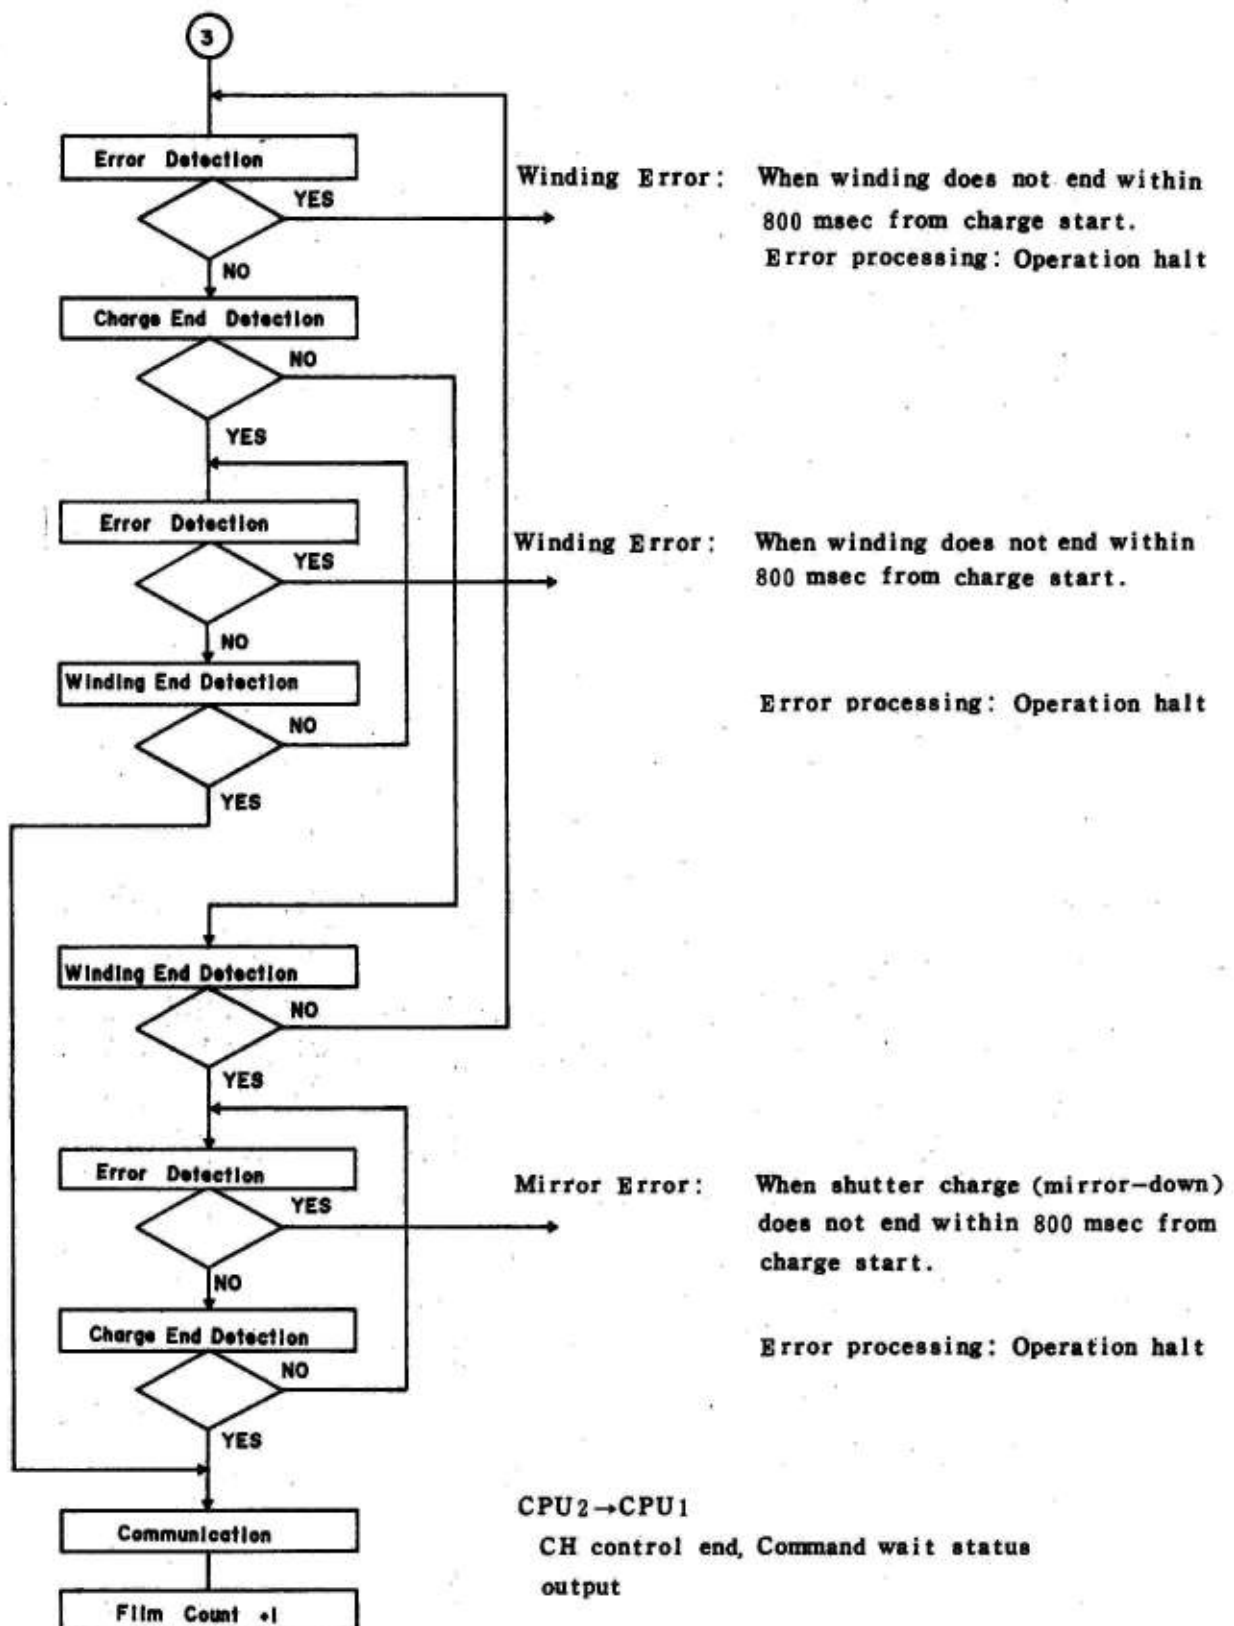 3
Error Detection
YES
Winding Error: When winding does not end within
800 msec from charge start.
Error processing: Operation halt
NO
Charge End Detection
NO
YES
Error Detection
YES
Winding Error: When winding does not end within
800 msec from charge start.
NO
Winding End Detection
Error processing: Operation halt
NO
YES
Winding End Detection
NO
YES
Error Detection
YES
Mirror Error: When shutter charge (mirror-down)
does not end within 800 msec from
charge start.
NO
Charge End Detection
Error processing: Operation halt
NO
YES
CPU2→CPU1
Communication
CH control end, Command wait status
output
Film Count +1